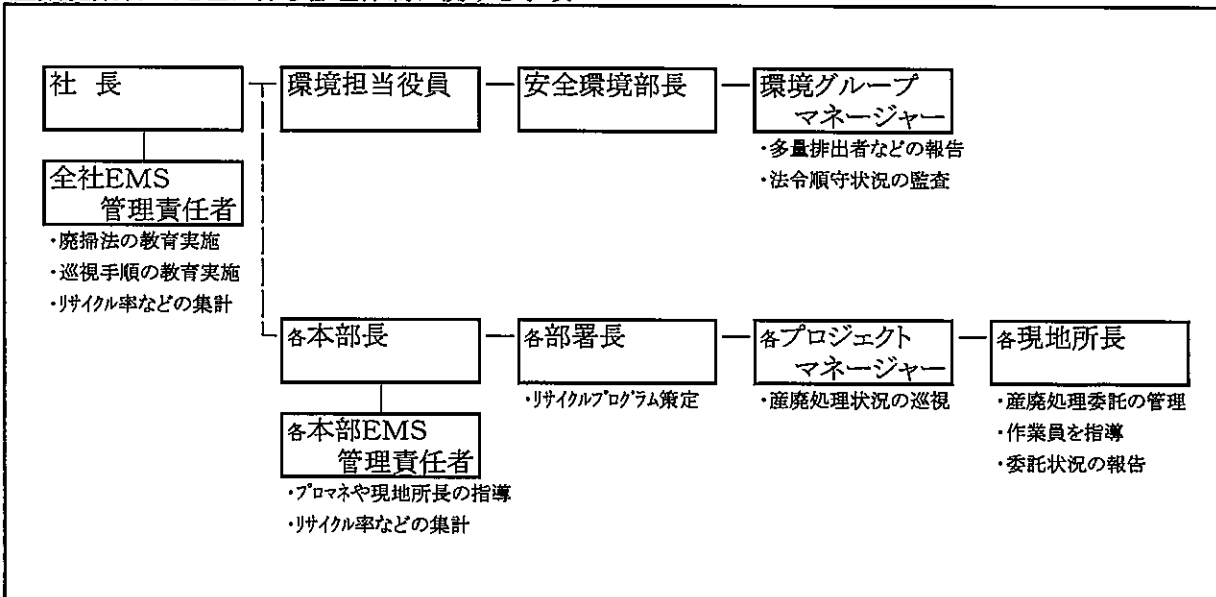 社 長
環境担当役員
安全環境部長
環境グループ
マネージャー
・多量排出者などの報告
・法令順守状況の監査
全社EMS
管理責任者
・廃掃法の教育実施
・巡視手順の教育実施
・リサイクル率などの集計
各本部長
各部署長
・リサイクルプログラム策定
各プロジェクト
マネージャー
・産廃処理状況の巡視
各現地所長
・産廃処理委託の管理
・作業員を指導
・委託状況の報告
各本部EMS
管理責任者
・プロマネや現地所長の指導
・リサイクル率などの集計